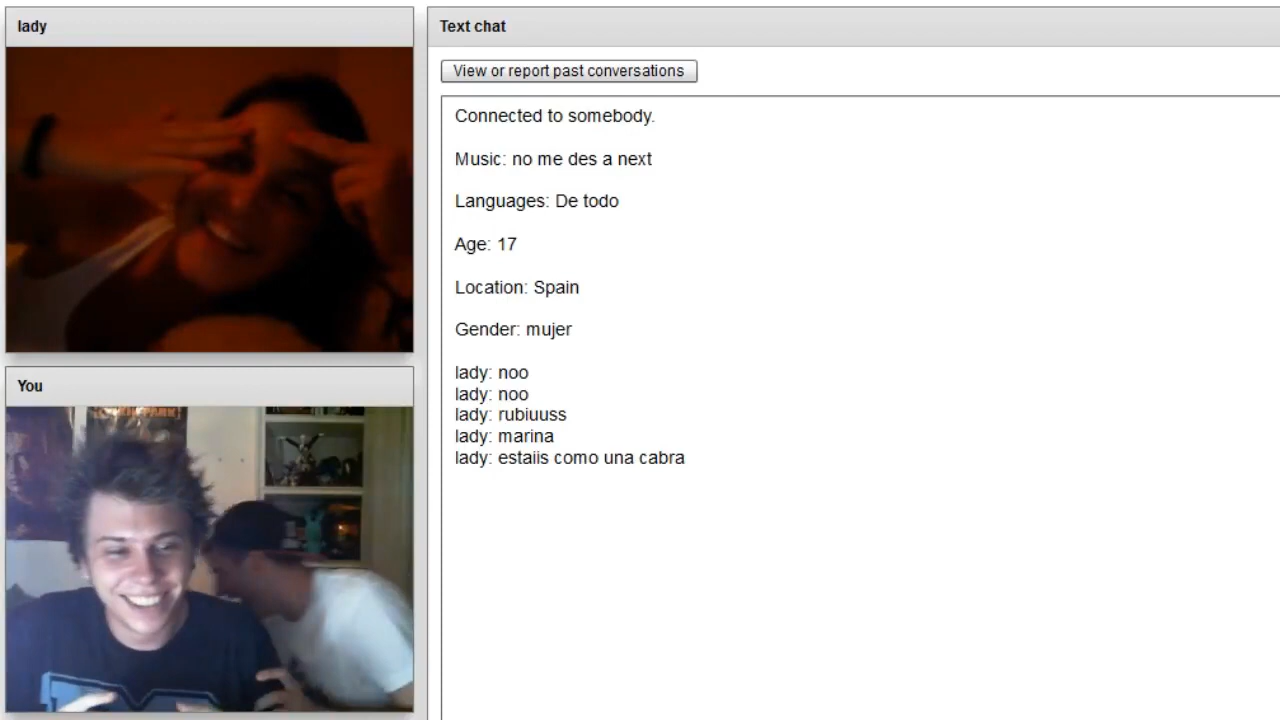 lady
Text chat
View or report past conversations
Connected to somebody.
Music: no me des a next
Languages: De todo
Age: 17
Location: Spain
Gender: mujer
lady: noo
lady: noo
lady: rubiuuss
lady: marina
lady: estaiis como una cabra
You
LINKIN PARK